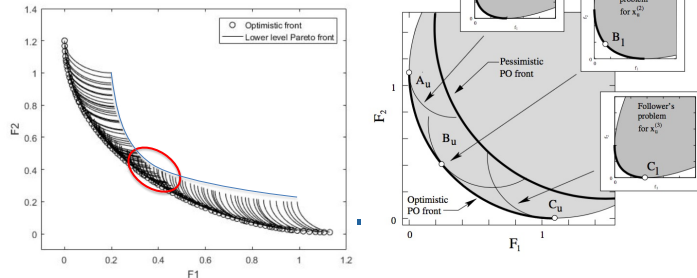 1.4
Optimistic front
Lower level Pareto front
1.2
1
0.8
0.6
0.4
0.2
0
F2
0
0.2
0.4
0.6
0.8
1
1.2
F1
problem
for x_u^(2)
B_l
Pessimistic
PO front
A_u
B_u
C_u
Optimistic
PO front
1
0
F_2
0
1
F_1
Follower's
problem
for x_u^(3)
C_l